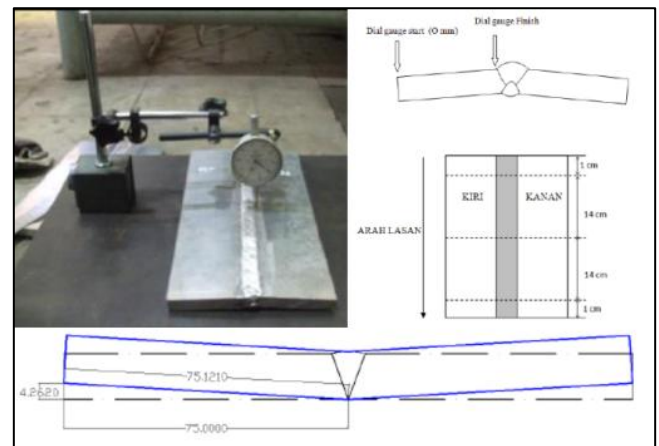 Dial gauge Finish
Dial gauge start (O mm)
1 cm
KIRI
KANAN
14 cm
ARAH LASAN
14 cm
1 cm
75.1210
4.2620
75.0000